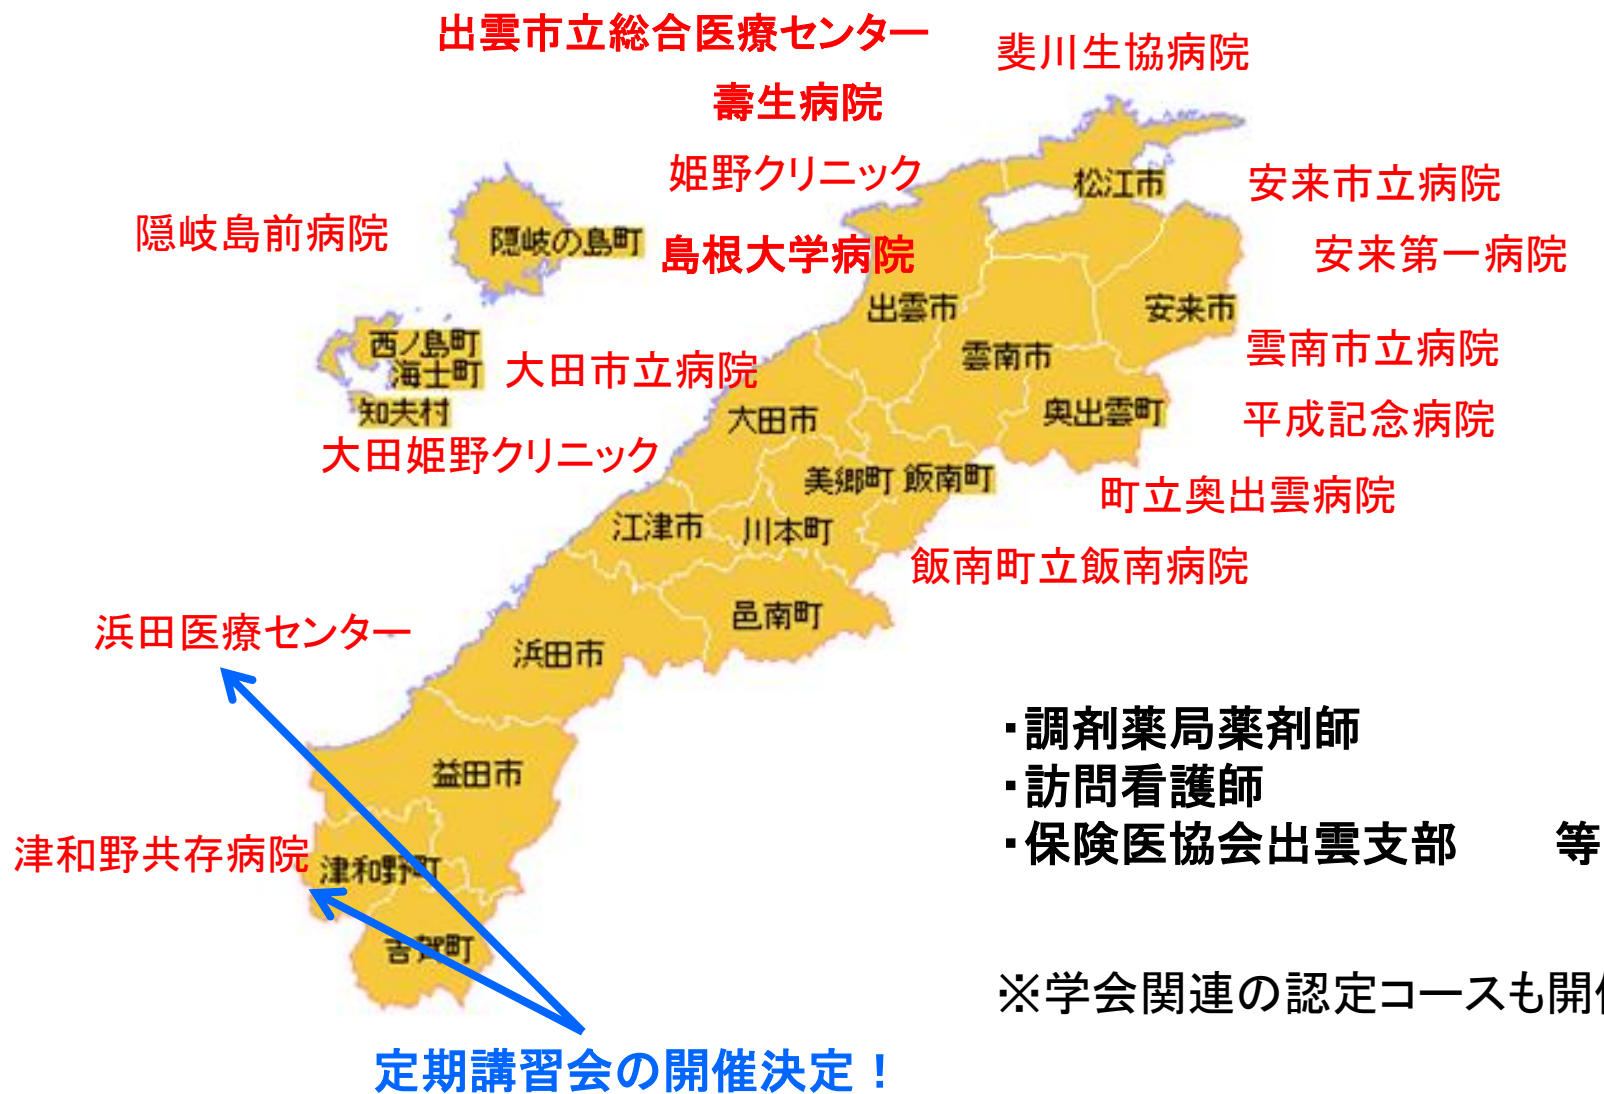 出雲市立総合医療センター
斐川生協病院
壽生病院
姫野クリニック
松江市
安来市立病院
隠岐島前病院
隠岐の島町
島根大学病院
安来第一病院
出雲市
安来市
西ノ島町
海士町
知夫村
大田市立病院
雲南市
雲南市立病院
大田市
奥出雲町
平成記念病院
大田姫野クリニック
美郷町
飯南町
町立奥出雲病院
江津市
川本町
飯南町立飯南病院
邑南町
浜田医療センター
浜田市
・調剤薬局薬剤師
益田市
・訪問看護師
・保険医協会出雲支部 等
津和野共存病院
津和野町
吉賀町
※学会関連の認定コースも開
定期講習会の開催決定！